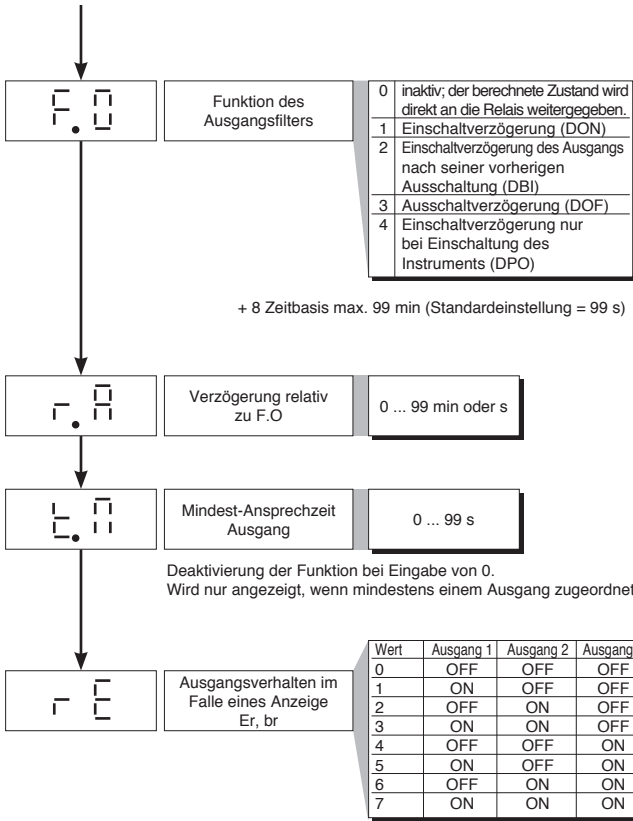 F.O
Funktion des
Ausgangsfilters
0 inaktiv; der berechnete Zustand wird
direkt an die Relais weitergegeben.
1 Einschaltverzögerung (DON)
2 Einschaltverzögerung des Ausgangs
nach seiner vorherigen
Ausschaltung (DBI)
3 Ausschaltverzögerung (DOF)
4 Einschaltverzögerung nur
bei Einschaltung des
Instruments (DPO)
+ 8 Zeitbasis max. 99 min (Standardeinstellung = 99 s)
r.A
Verzögerung relativ
zu F.O
0 ... 99 min oder s
t.M
Mindest-Ansprechzeit
Ausgang
0 ... 99 s
Deaktivierung der Funktion bei Eingabe von 0.
Wird nur angezeigt, wenn mindestens einem Ausgang zugeordnet
r E
Ausgangsverhalten im
Falle eines Anzeige
Er, br
Wert Ausgang 1 Ausgang 2 Ausgang
0 OFF OFF OFF
1 ON OFF OFF
2 OFF ON OFF
3 ON ON OFF
4 OFF OFF ON
5 ON OFF ON
6 OFF ON ON
7 ON ON ON